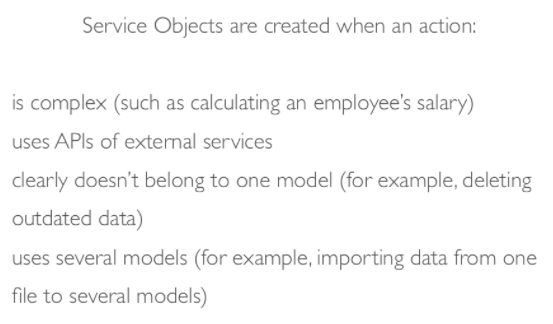 Service Objects are created when an action:
is complex (such as calculating an employee's salary)
uses APIs of external services
clearly doesn't belong to one model (for example, deleting
outdated data)
uses several models (for example, importing data from one
file to several models)